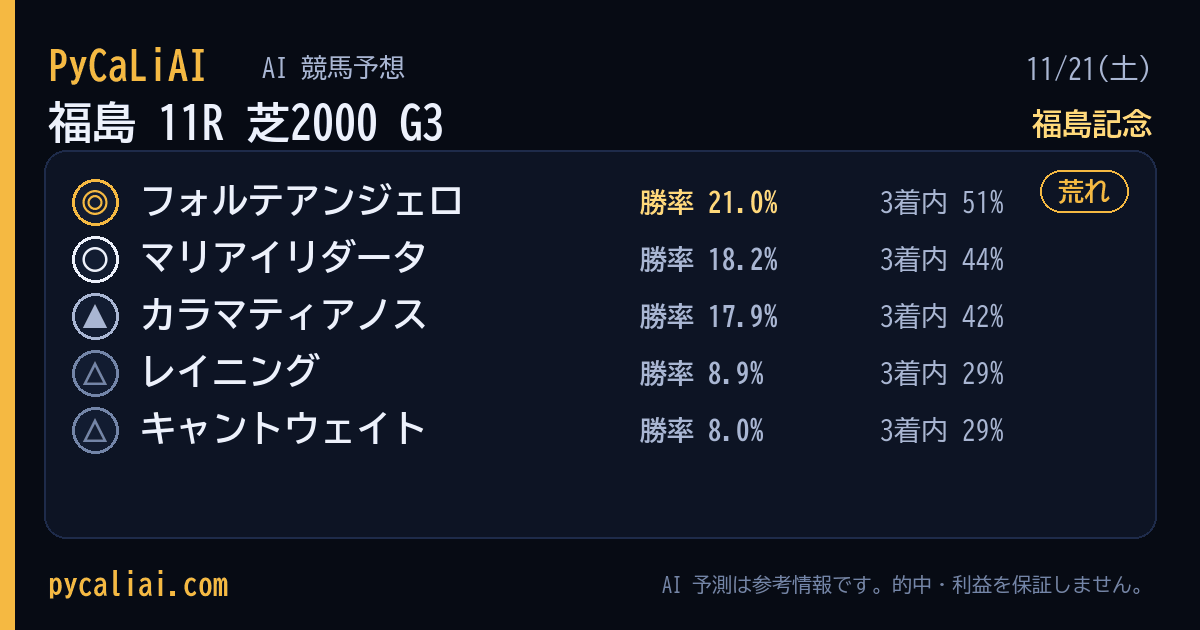 PyCaLiAI AI 競馬予想 11/21(土)
福島 11R 芝2000 G3 福島記念
◎ フォルテアンジェロ 勝率 21.0% 3着内 51% 荒れ
○ マリアイリダータ 勝率 18.2% 3着内 44%
▲ カラマティアノス 勝率 17.9% 3着内 42%
△ レイニング 勝率 8.9% 3着内 29%
△ キャントウェイト 勝率 8.0% 3着内 29%
pycaliai.com AI 予測は参考情報です。的中・利益を保証しません。